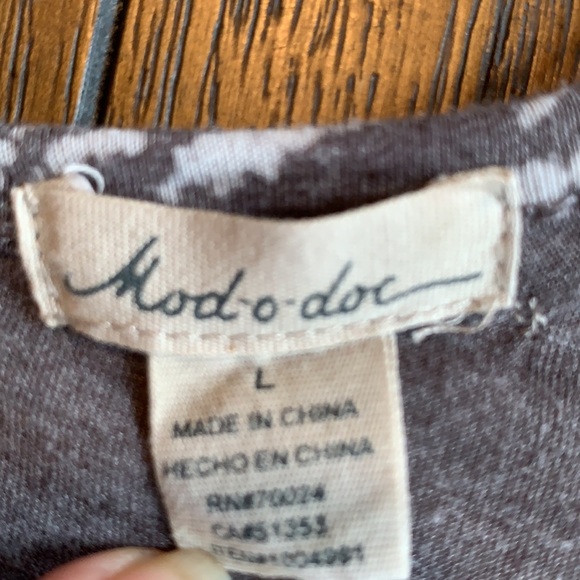 Mod-o-doc
L
MADE IN CHINA
HECHO EN CHINA
RN#70024
CA#51353